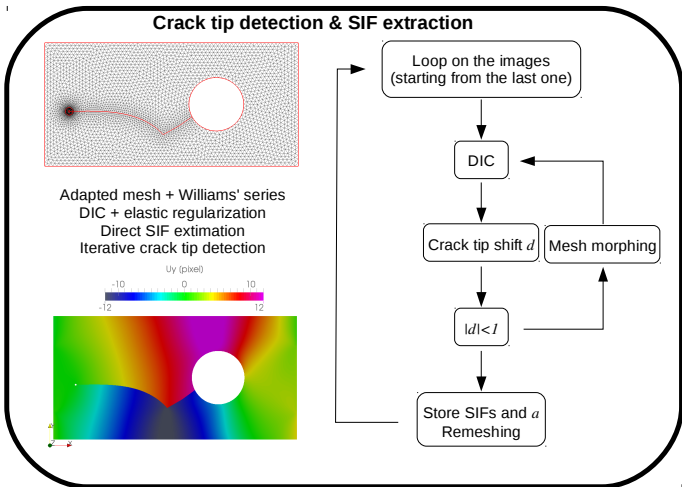 Crack tip detection & SIF extraction
Adapted mesh + Williams' series
DIC + elastic regularization
Direct SIF extimation
Iterative crack tip detection
Uy (pixel)
-10 0 10
-12 12
Loop on the images
(starting from the last one)
DIC
Crack tip shift d
Mesh morphing
|d|<1
Store SIFs and a
Remeshing